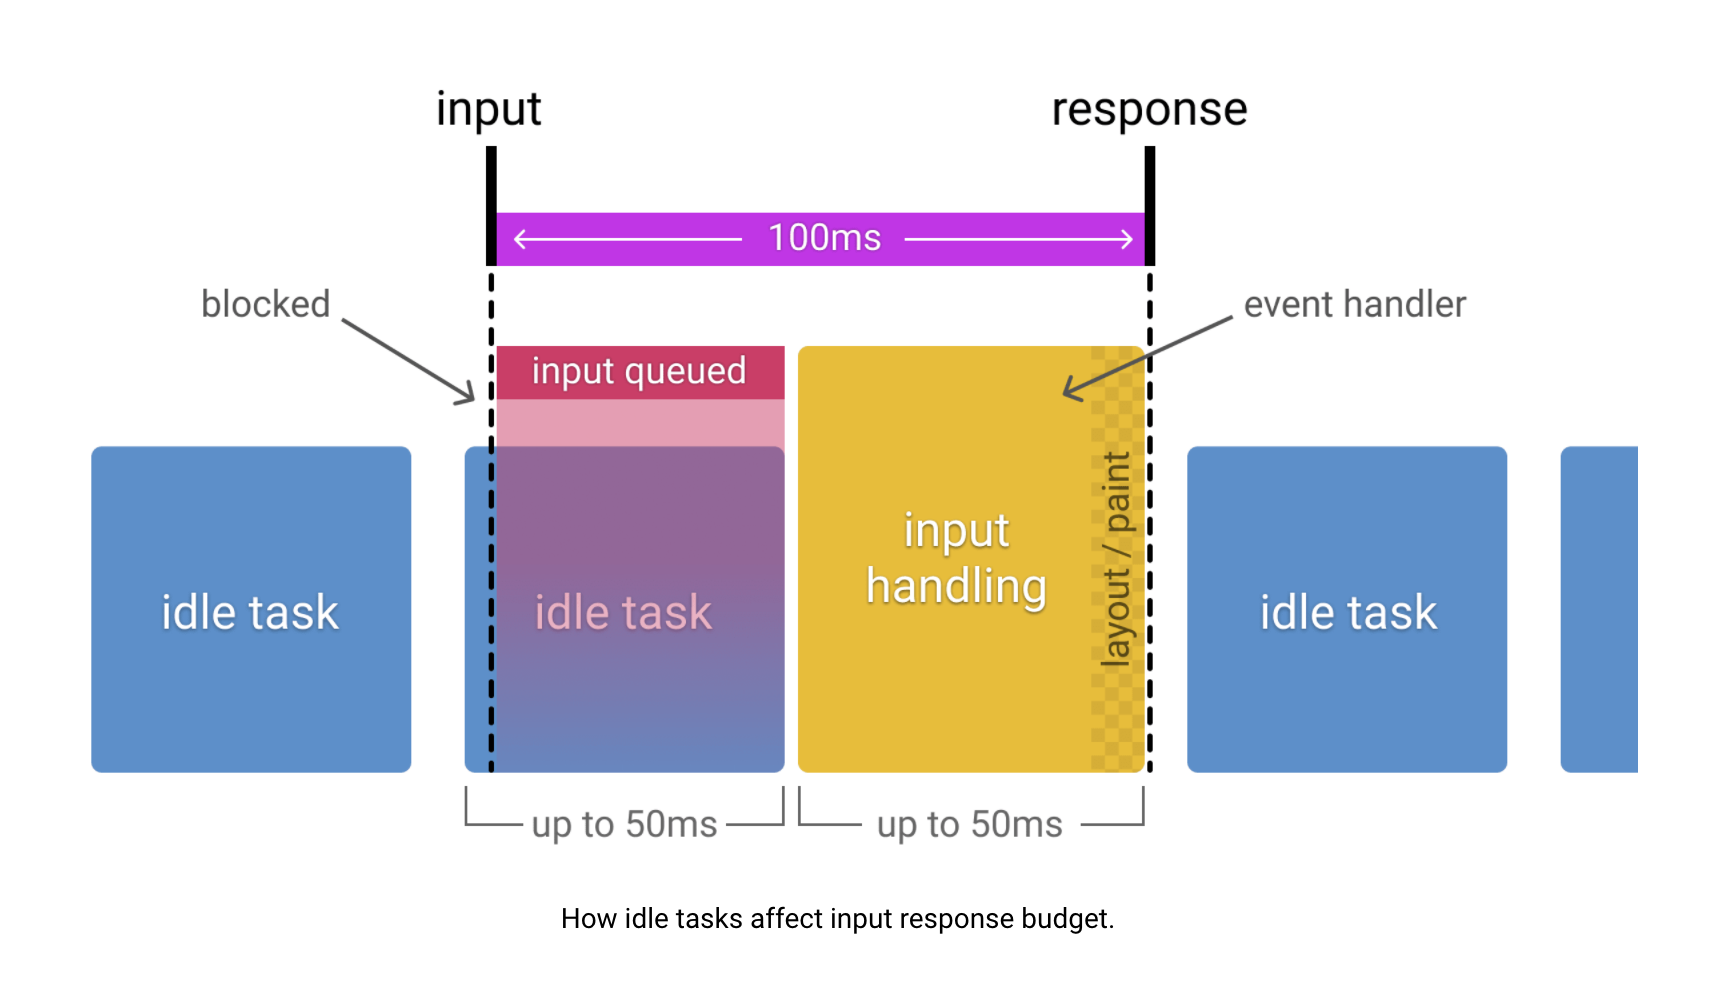 input
response
100ms
blocked
event handler
input queued
idle task
idle task
input
handling
layout / paint
idle task
up to 50ms
up to 50ms
How idle tasks affect input response budget.